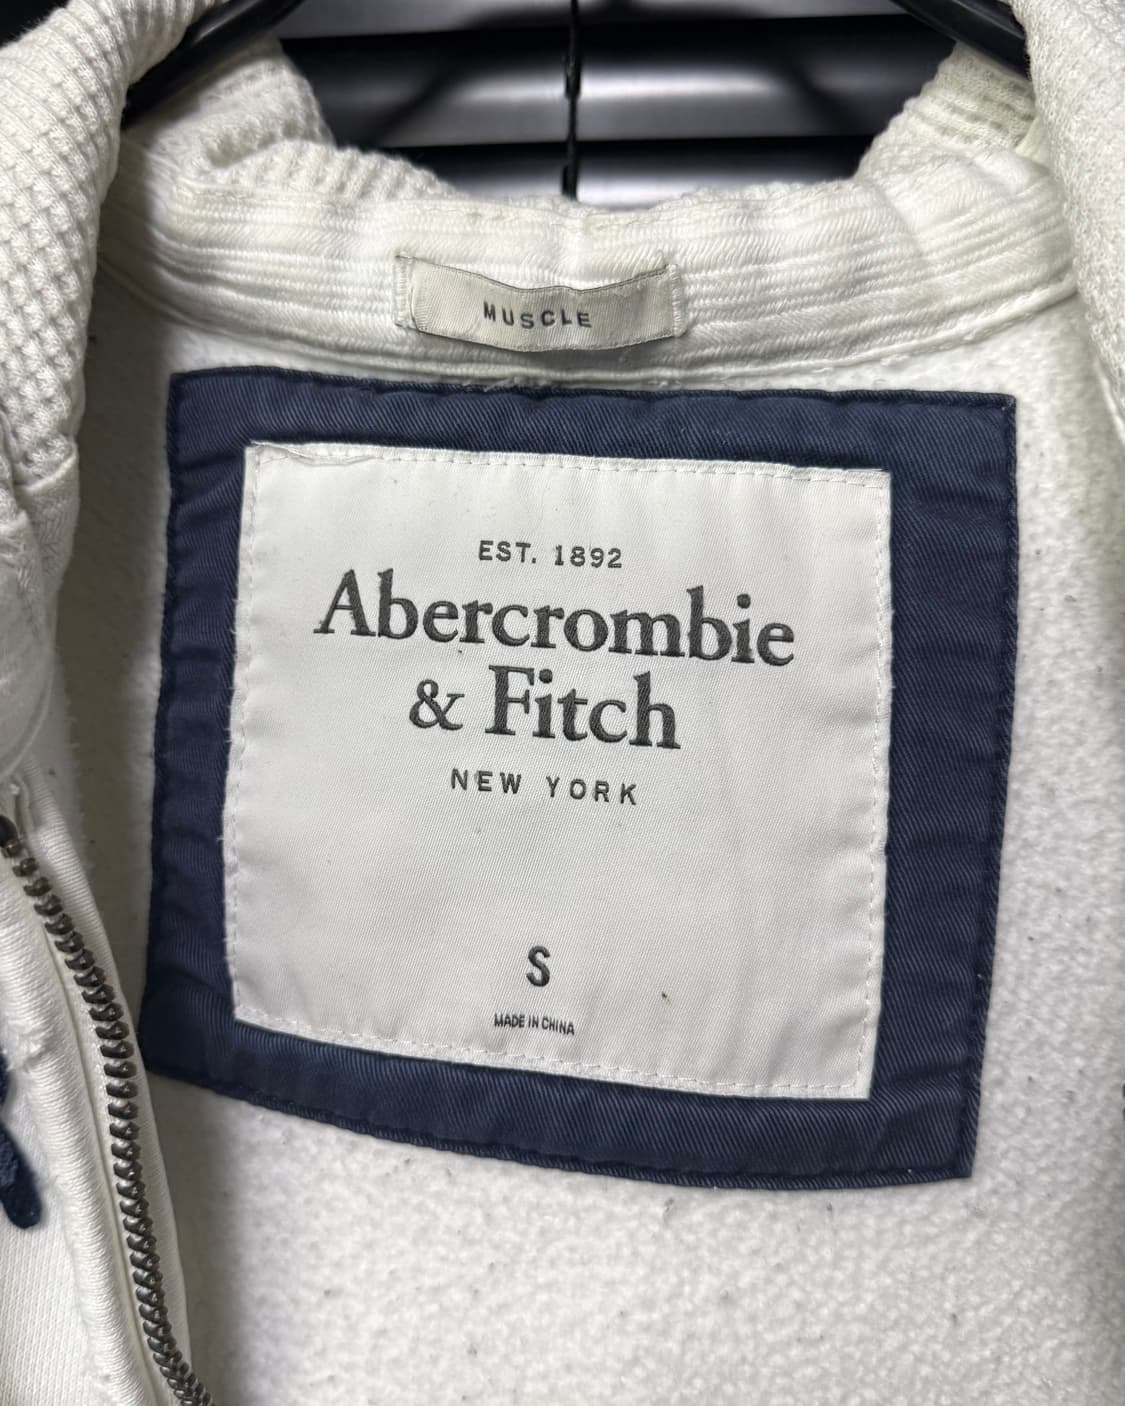 MUSCLE
EST. 1892
Abercrombie
& Fitch
NEW YORK
S
MADE IN CHINA